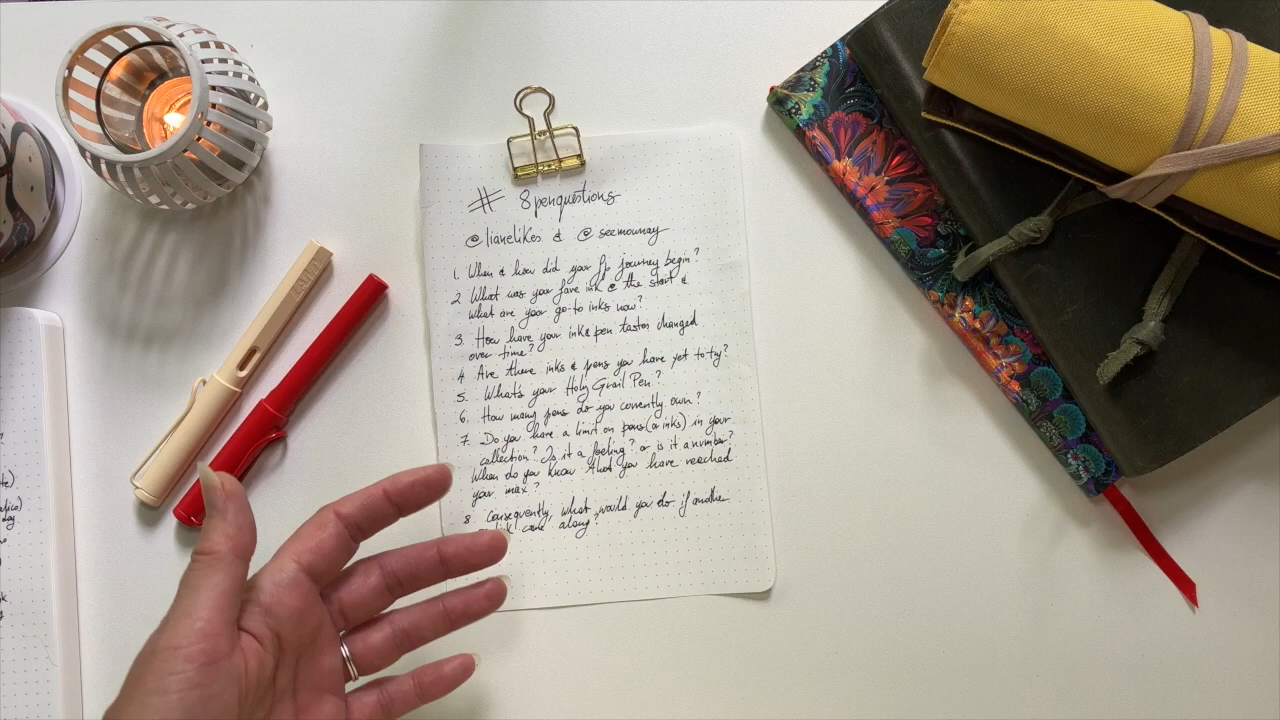 # 8penquestions
@lianelikes & @seemounay
1. When & how did your fp journey begin?
2. What was your fave ink @ the start &
what are your go-to inks now?
3. How have your ink & pen tastes changed
over time?
4. Are there inks & pens you have yet to try?
5. What's your Holy Grail Pen?
6. How many pens do you currently own?
7. Do you have a limit on pens (or inks) in your
collection? Is it a feeling? or is it a number?
When do you know that you have reached
your max?
8. Consequently, what would you do if another
come along?
LAMY
day